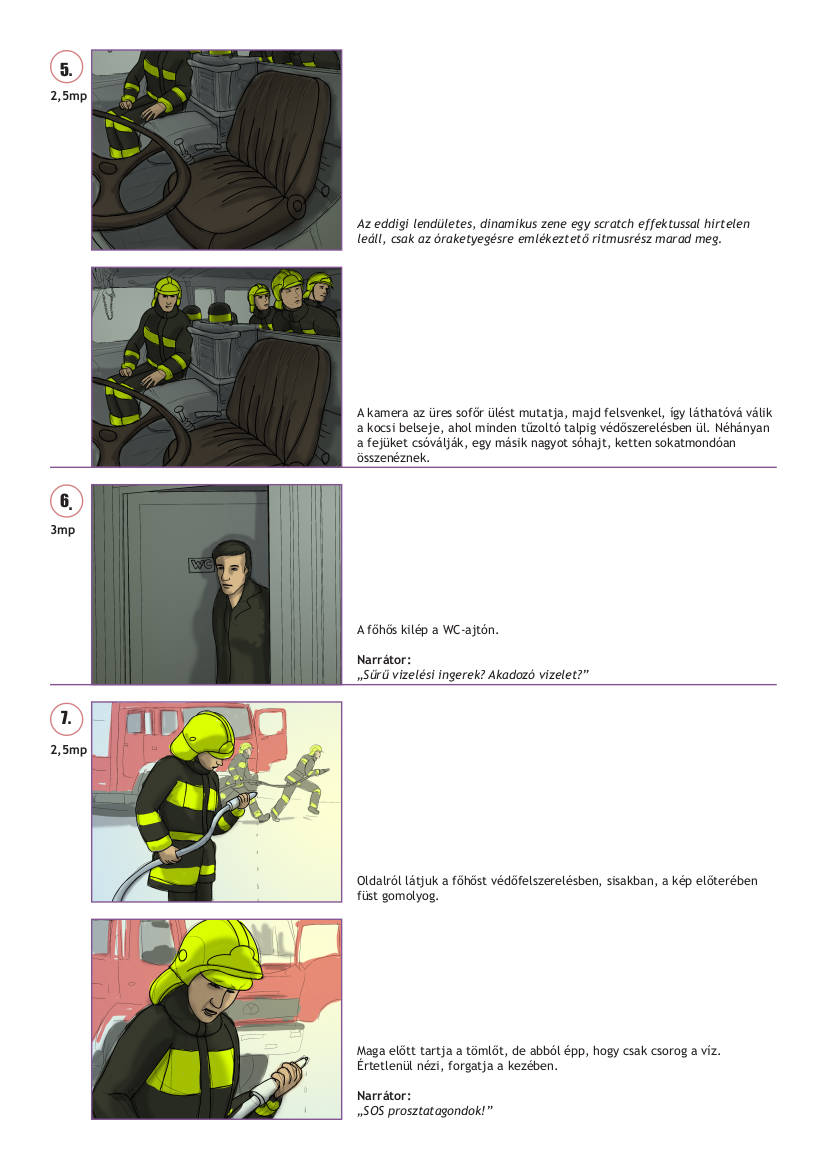 5.
2,5mp
Az eddigi lendületes, dinamikus zene egy scratch effektussal hirtelen
leáll, csak az óraketyegésre emlékeztető ritmusrész marad meg.
A kamera az üres sofőr ülést mutatja, majd felsvenkel, így láthatóvá válik
a kocsi belseje, ahol minden tűzoltó talpig védőszerelésben ül. Néhányan
a fejüket csóválják, egy másik nagyot sóhajt, ketten sokatmondóan
összenéznek.
6.
3mp
WC
A főhős kilép a WC-ajtón.
Narrátor:
„Sűrű vizelési ingerek? Akadozó vizelet?”
7.
2,5mp
Oldalról látjuk a főhőst védőfelszerelésben, sisakban, a kép előterében
füst gomolyog.
Maga előtt tartja a tömlőt, de abból épp, hogy csak csorog a víz.
Értetlenül nézi, forgatja a kezében.
Narrátor:
„SOS prosztatagondok!”